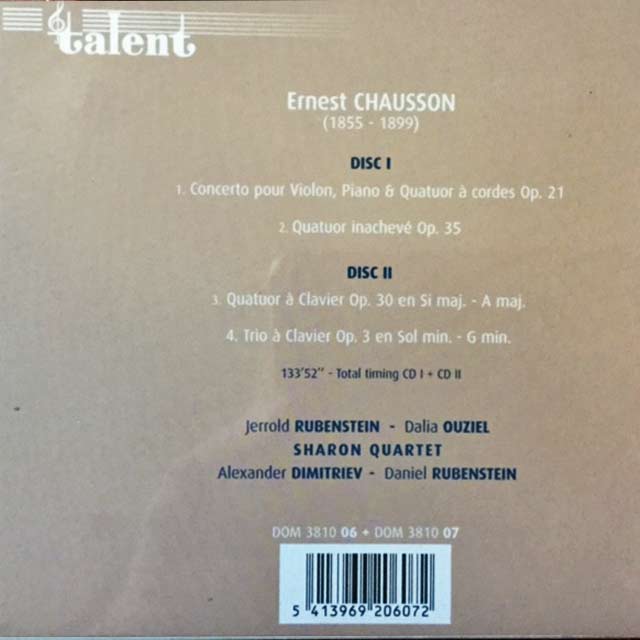 talent
Ernest CHAUSSON
(1855 - 1899)
DISC I
1. Concerto pour Violon, Piano & Quatuor à cordes Op. 21
2. Quatuor inachevé Op. 35
DISC II
3. Quatuor à Clavier Op. 30 en Si maj. - A maj.
4. Trio à Clavier Op. 3 en Sol min. - G min.
133'52" - Total timing CD I + CD II
Jerrold RUBENSTEIN - Dalia OUZIEL
SHARON QUARTET
Alexander DIMITRIEV - Daniel RUBENSTEIN
DOM 3810 06 + DOM 3810 07
5 413969 206072